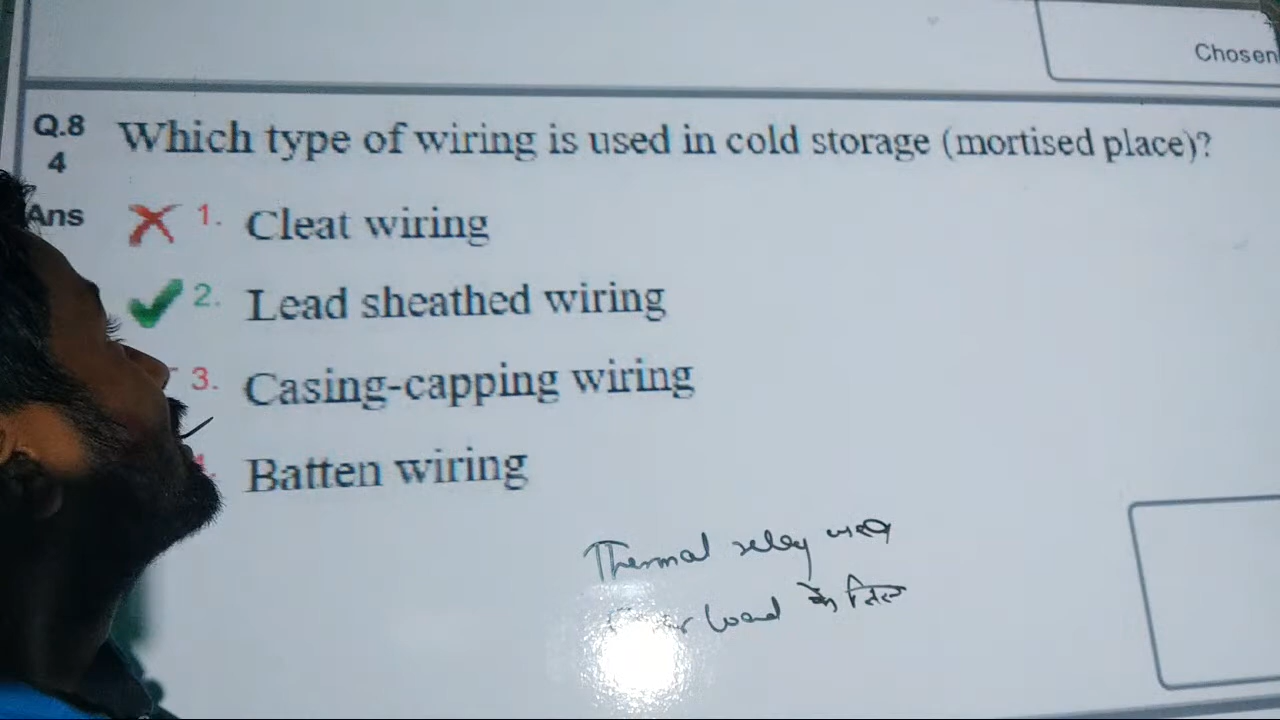 Chosen
Q.8
4 Which type of wiring is used in cold storage (mortised place)?
Ans 1. Cleat wiring
2. Lead sheathed wiring
3. Casing-capping wiring
Batten wiring
Thermal relay
load के लिए